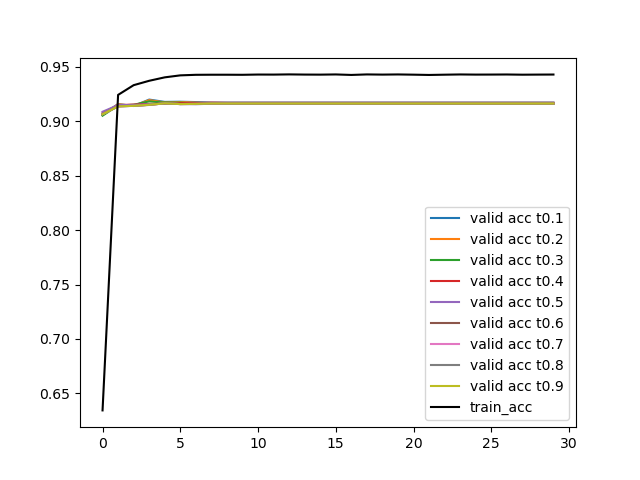 0.95
0.90
0.85
0.80
0.75
0.70
0.65
0 5 10 15 20 25 30
valid acc t0.1
valid acc t0.2
valid acc t0.3
valid acc t0.4
valid acc t0.5
valid acc t0.6
valid acc t0.7
valid acc t0.8
valid acc t0.9
train_acc